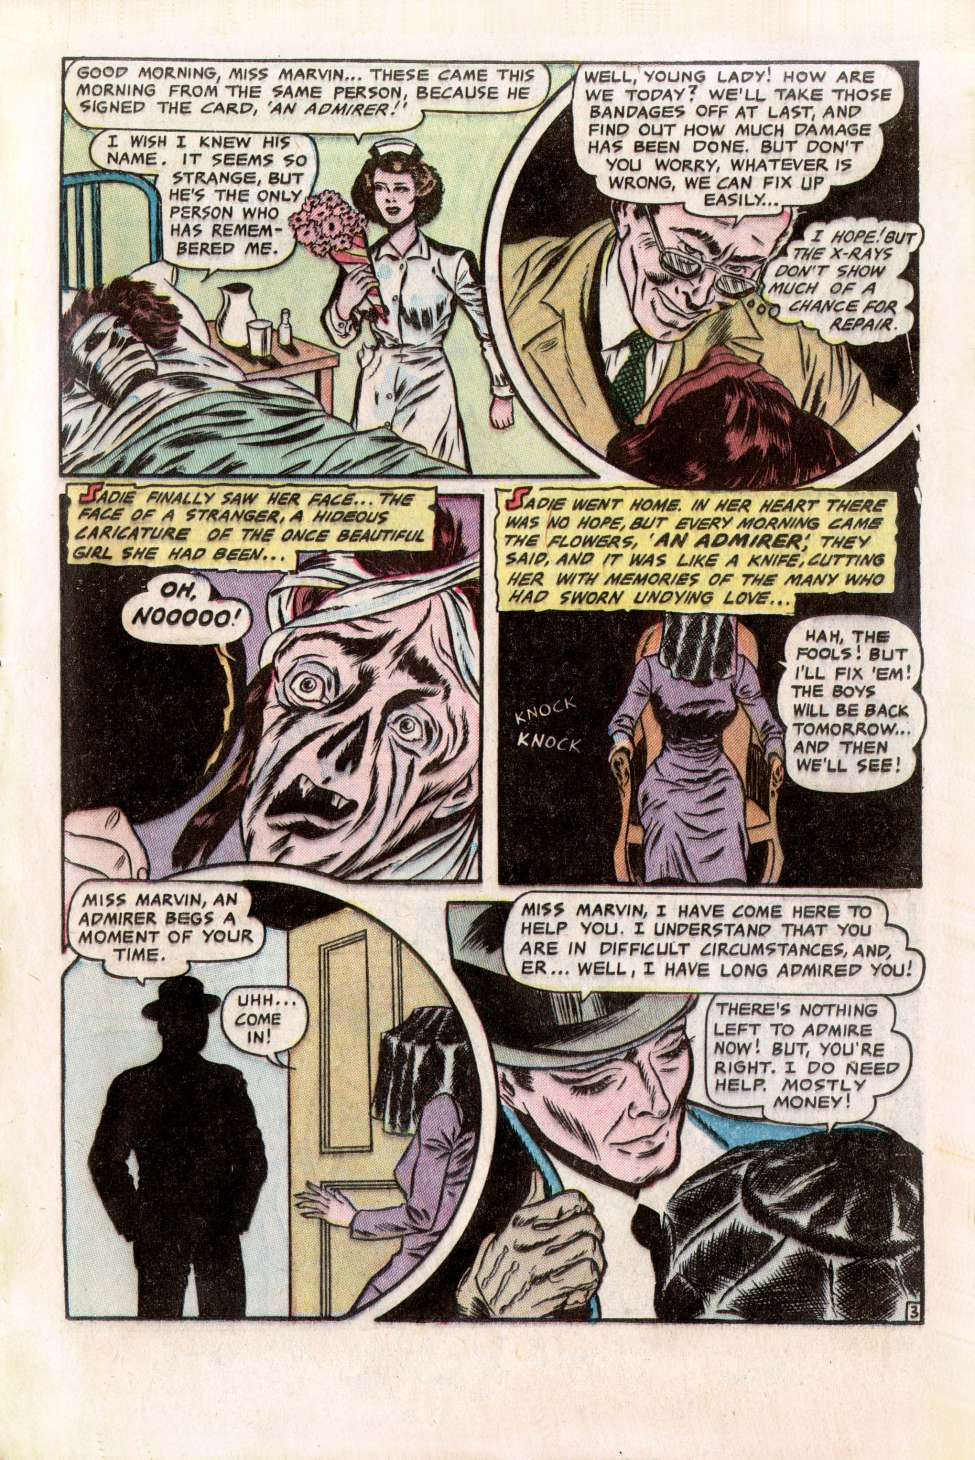 GOOD MORNING, MISS MARVIN... THESE CAME THIS
MORNING FROM THE SAME PERSON, BECAUSE HE
SIGNED THE CARD, 'AN ADMIRER!'
I WISH I KNEW HIS
NAME. IT SEEMS SO
STRANGE, BUT
HE'S THE ONLY
PERSON WHO
HAS REMEM-
BERED ME.
WELL, YOUNG LADY! HOW ARE
WE TODAY? WE'LL TAKE THOSE
BANDAGES OFF AT LAST, AND
FIND OUT HOW MUCH DAMAGE
HAS BEEN DONE. BUT DON'T
YOU WORRY, WHATEVER IS
WRONG, WE CAN FIX UP
EASILY...
I HOPE! BUT
THE X-RAYS
DON'T SHOW
MUCH OF A
CHANCE FOR
REPAIR.
SADIE FINALLY SAW HER FACE... THE
FACE OF A STRANGER, A HIDEOUS
CARICATURE OF THE ONCE BEAUTIFUL
GIRL SHE HAD BEEN...
OH,
NOOOOO!
SADIE WENT HOME. IN HER HEART THERE
WAS NO HOPE, BUT EVERY MORNING CAME
THE FLOWERS, 'AN ADMIRER,' THEY
SAID, AND IT WAS LIKE A KNIFE, CUTTING
HER WITH MEMORIES OF THE MANY WHO
HAD SWORN UNDYING LOVE...
KNOCK
KNOCK
HAH, THE
FOOLS! BUT
I'LL FIX 'EM!
THE BOYS
WILL BE BACK
TOMORROW...
AND THEN
WE'LL SEE!
MISS MARVIN, AN
ADMIRER BEGS A
MOMENT OF YOUR
TIME.
UHH...
COME
IN!
MISS MARVIN, I HAVE COME HERE TO
HELP YOU. I UNDERSTAND THAT YOU
ARE IN DIFFICULT CIRCUMSTANCES, AND,
ER... WELL, I HAVE LONG ADMIRED YOU!
THERE'S NOTHING
LEFT TO ADMIRE
NOW! BUT, YOU'RE
RIGHT. I DO NEED
HELP. MOSTLY
MONEY!
3